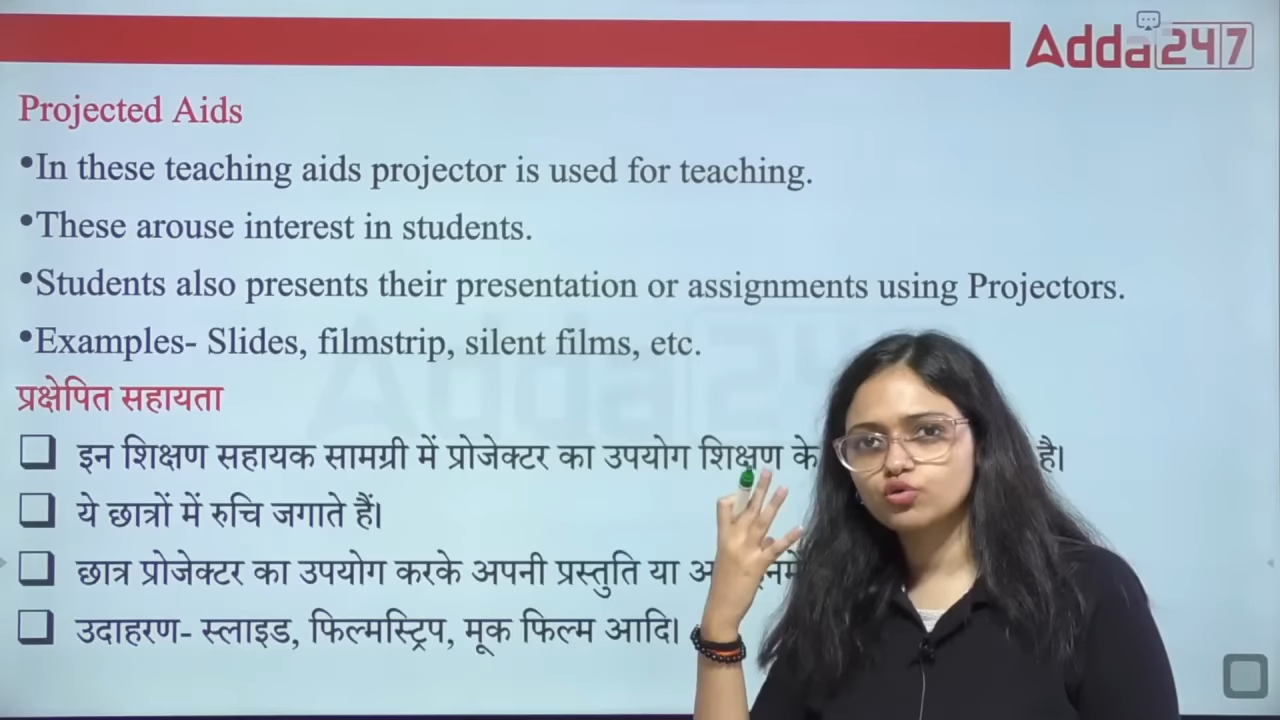 Adda247
Projected Aids
•In these teaching aids projector is used for teaching.
•These arouse interest in students.
•Students also presents their presentation or assignments using Projectors.
•Examples- Slides, filmstrip, silent films, etc.
प्रक्षेपित सहायता
❑ इन शिक्षण सहायक सामग्री में प्रोजेक्टर का उपयोग शिक्षण के है।
❑ ये छात्रों में रुचि जगाते हैं।
❑ छात्र प्रोजेक्टर का उपयोग करके अपनी प्रस्तुति या
❑ उदाहरण- स्लाइड, फिल्मस्ट्रिप, मूक फिल्म आदि।